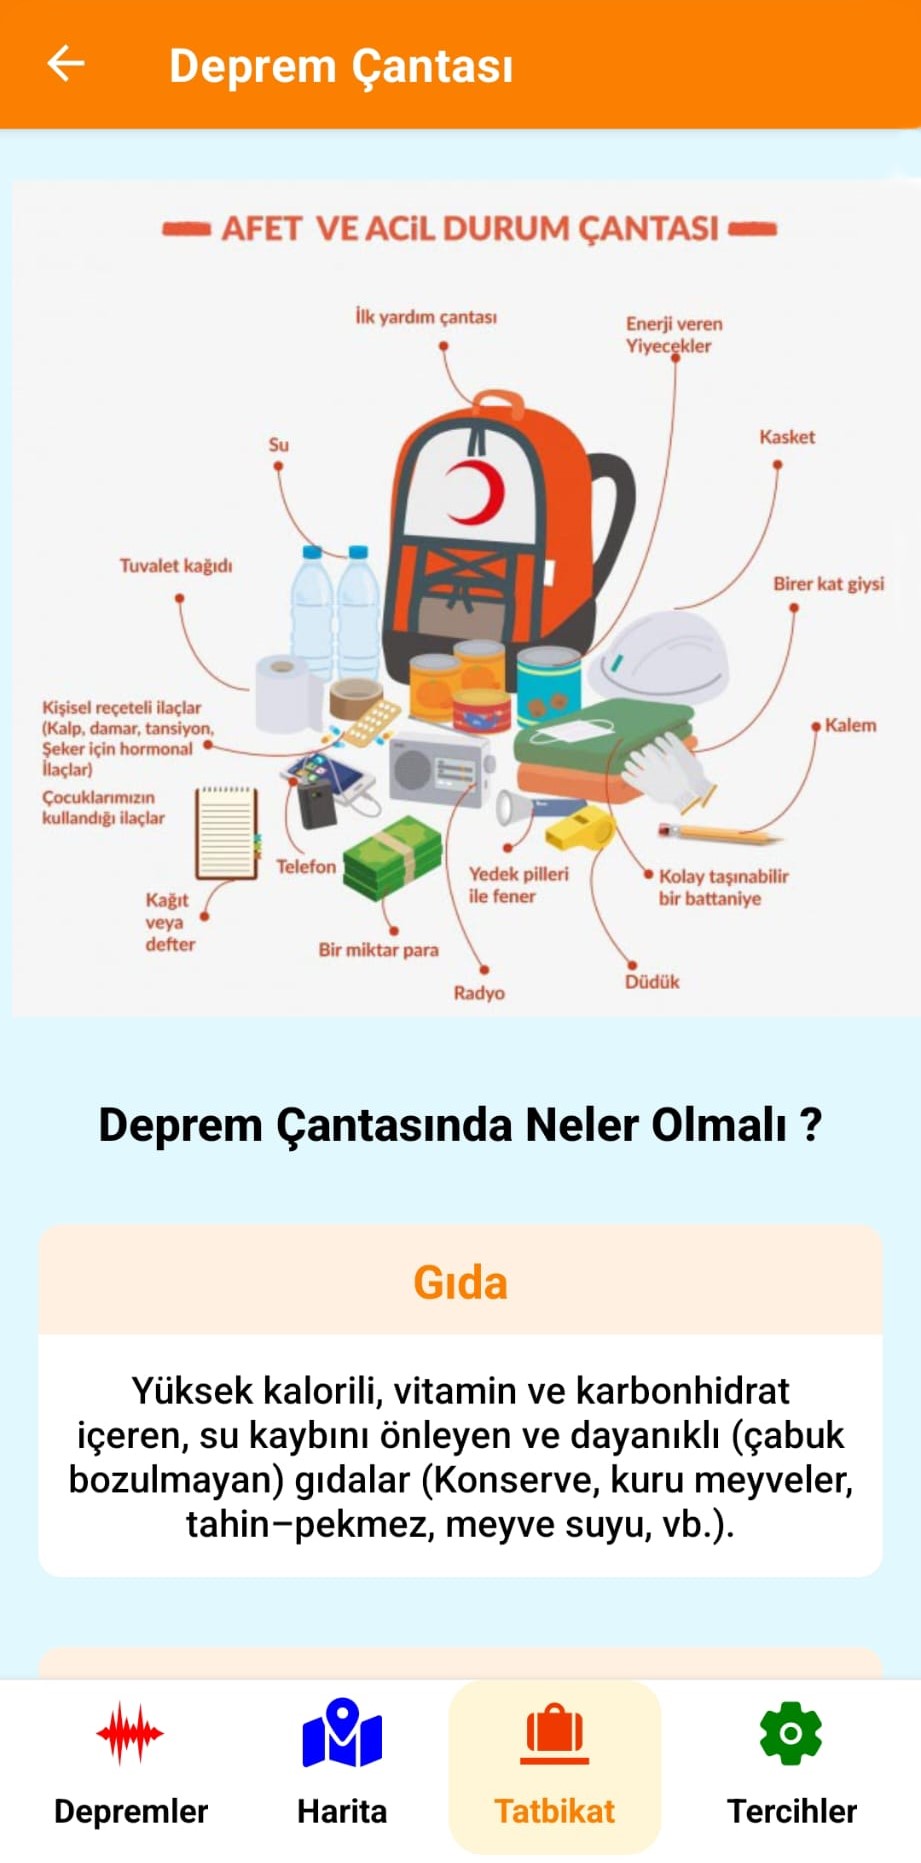 Deprem Çantası
AFET VE ACİL DURUM ÇANTASI
İlk yardım çantası
Enerji veren
Yiyecekler
Su
Kasket
Tuvalet kağıdı
Birer kat giysi
Kişisel reçeteli ilaçlar
(Kalp, damar, tansiyon,
Şeker için hormonal
İlaçlar)
Çocuklarımızın
kullandığı ilaçlar
Kalem
Telefon
Yedek pilleri
ile fener
Kolay taşınabilir
bir battaniye
Kağıt
veya
defter
Bir miktar para
Radyo
Düdük
Deprem Çantasında Neler Olmalı ?
Gıda
Yüksek kalorili, vitamin ve karbonhidrat
içeren, su kaybını önleyen ve dayanıklı (çabuk
bozulmayan) gıdalar (Konserve, kuru meyveler,
tahin–pekmez, meyve suyu, vb.).
Depremler
Harita
Tatbikat
Tercihler